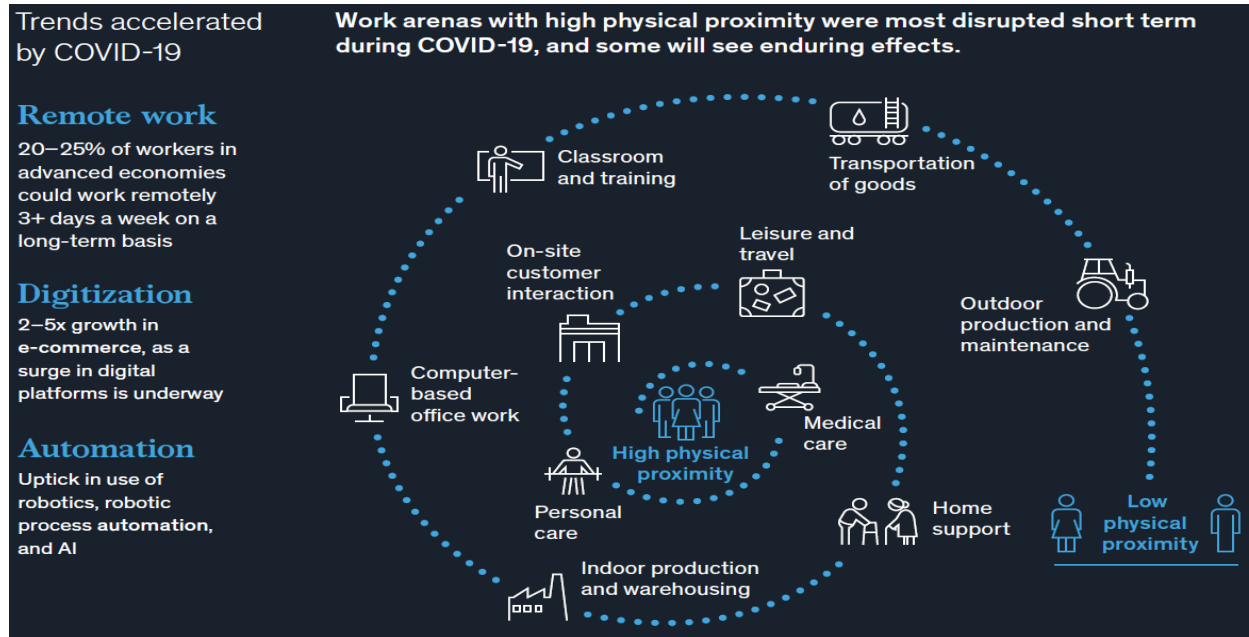 Trends accelerated
by COVID-19
Remote work
20–25% of workers in
advanced economies
could work remotely
3+ days a week on a
long-term basis
Digitization
2–5x growth in
e-commerce, as a
surge in digital
platforms is underway
Automation
Uptick in use of
robotics, robotic
process automation,
and AI
Work arenas with high physical proximity were most disrupted short term
during COVID-19, and some will see enduring effects.
Classroom
and training
Transportation
of goods
On-site
customer
interaction
Leisure and
travel
Outdoor
production and
maintenance
Computer-
based
office work
High physical
proximity
Medical
care
Personal
care
Home
support
Low
physical
proximity
Indoor production
and warehousing